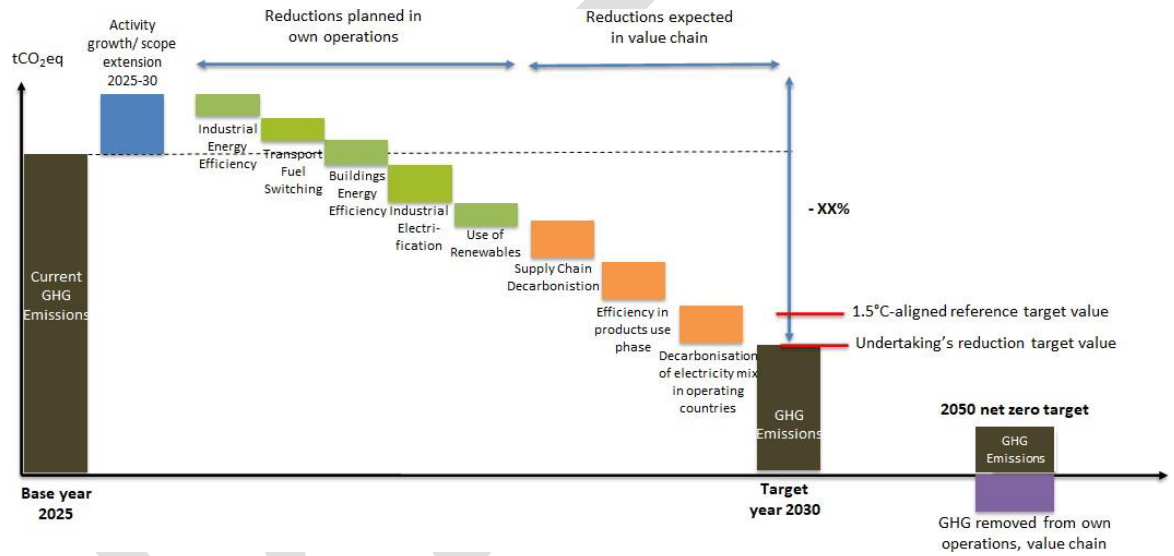 tCO₂eq
Activity
growth/ scope
extension
2025-30
Reductions planned in
own operations
Reductions expected
in value chain
Industrial
Energy
Efficiency
Transport
Fuel
Switching
Buildings
Energy
Efficiency
Industrial
Electri-
fication
Use of
Renewables
Supply Chain
Decarbonistion
Efficiency in
products use
phase
Decarbonisation
of electricity mix
in operating
countries
- XX%
1.5°C-aligned reference target value
Undertaking's reduction target value
Current
GHG
Emissions
GHG
Emissions
2050 net zero target
GHG
Emissions
Base year
2025
Target
year 2030
GHG removed from own
operations, value chain